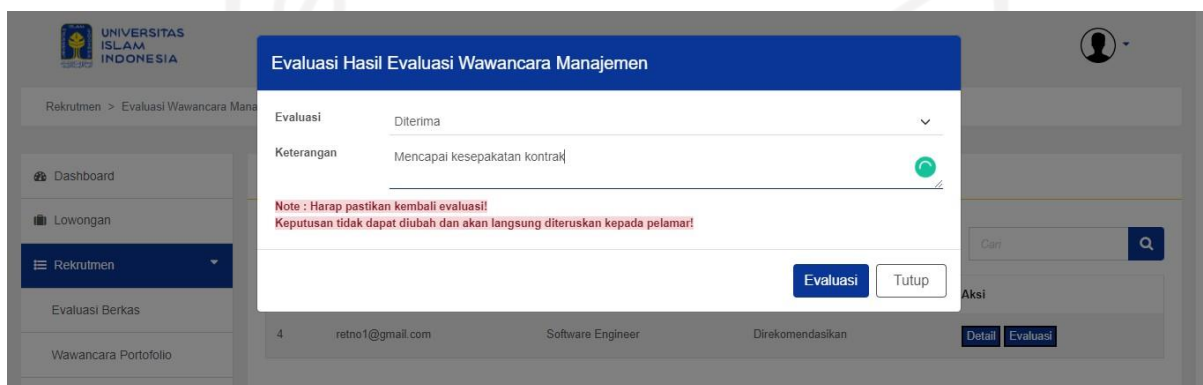 UNIVERSITAS
ISLAM
INDONESIA
Evaluasi Hasil Evaluasi Wawancara Manajemen
Rekrutmen > Evaluasi Wawancara Mana
Evaluasi
Diterima
Keterangan
Mencapai kesepakatan kontrak
Note : Harap pastikan kembali evaluasi!
Keputusan tidak dapat diubah dan akan langsung diteruskan kepada pelamar!
Evaluasi Tutup
Dashboard
Lowongan
Rekrutmen
Evaluasi Berkas
Wawancara Portofolio
Cari
Aksi
4 retno1@gmail.com Software Engineer Direkomendasikan Detail Evaluasi